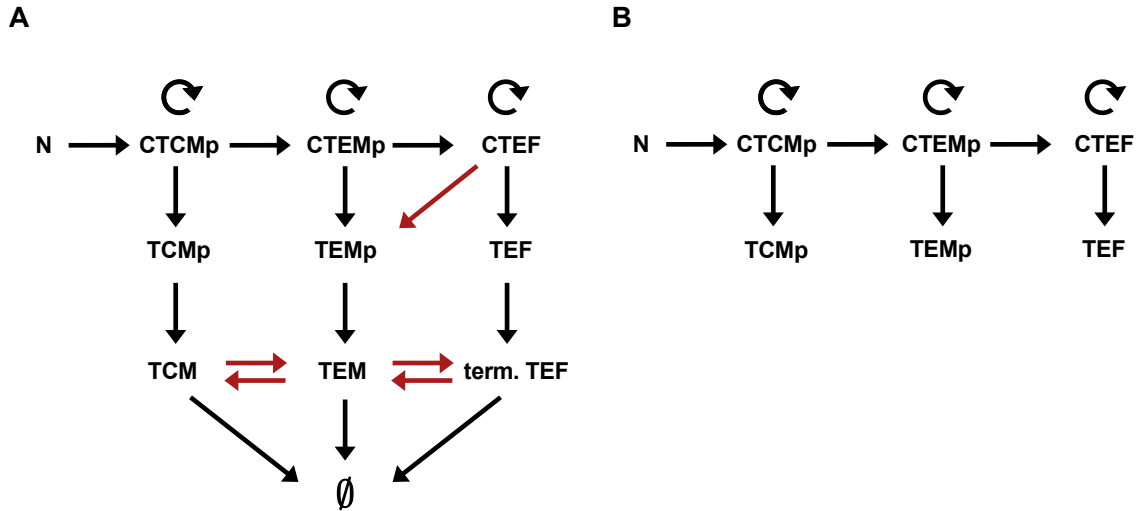 A
B
N CTCMp CTEMp CTEF
TCMp TEMp TEF
TCM TEM term. TEF
∅
N CTCMp CTEMp CTEF
TCMp TEMp TEF